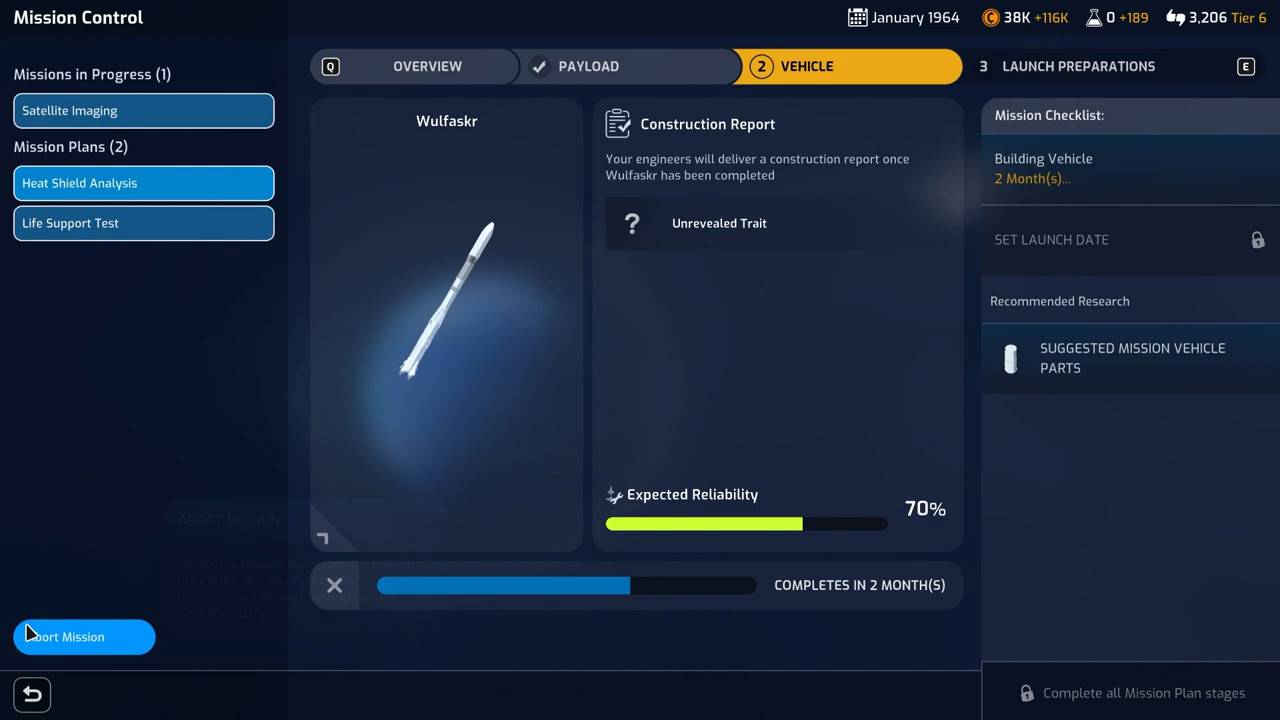 Mission Control
January 1964
38K +116K
0 +189
3,206 Tier 6
Missions in Progress (1)
Satellite Imaging
Mission Plans (2)
Heat Shield Analysis
Life Support Test
Q
OVERVIEW
PAYLOAD
2 VEHICLE
3 LAUNCH PREPARATIONS
E
Wulfaskr
Construction Report
Your engineers will deliver a construction report once
Wulfaskr has been completed
? Unrevealed Trait
Expected Reliability
70%
COMPLETES IN 2 MONTH(S)
Mission Checklist:
Building Vehicle
2 Month(s)...
SET LAUNCH DATE
Recommended Research
SUGGESTED MISSION VEHICLE
PARTS
ABORT MISSION
Abort Mission
Complete all Mission Plan stages